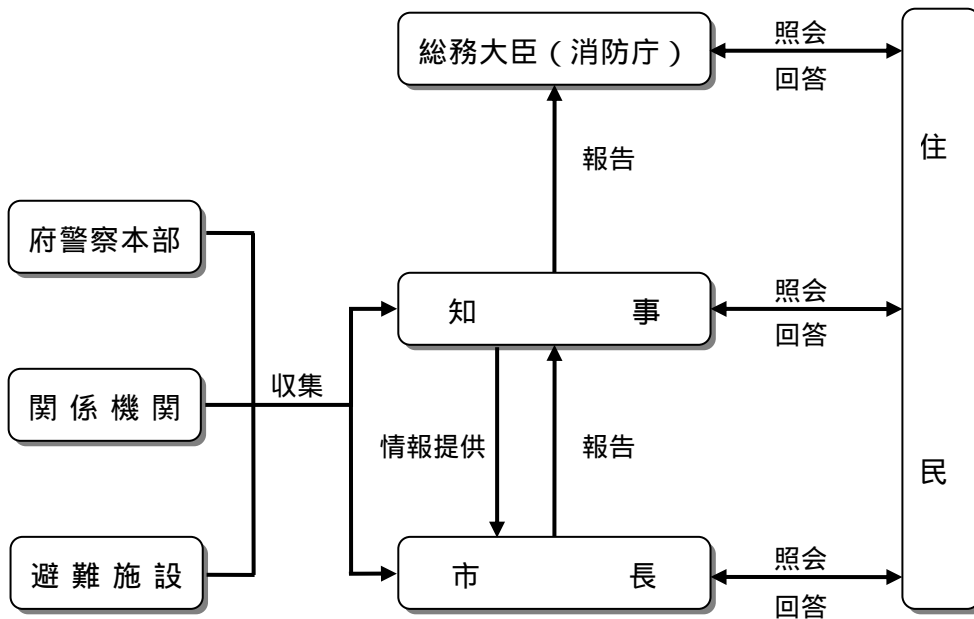 総務大臣（消防庁）
照会
回答
住民
報告
府警察本部
知事
照会
回答
関係機関
収集
情報提供
報告
避難施設
市長
照会
回答